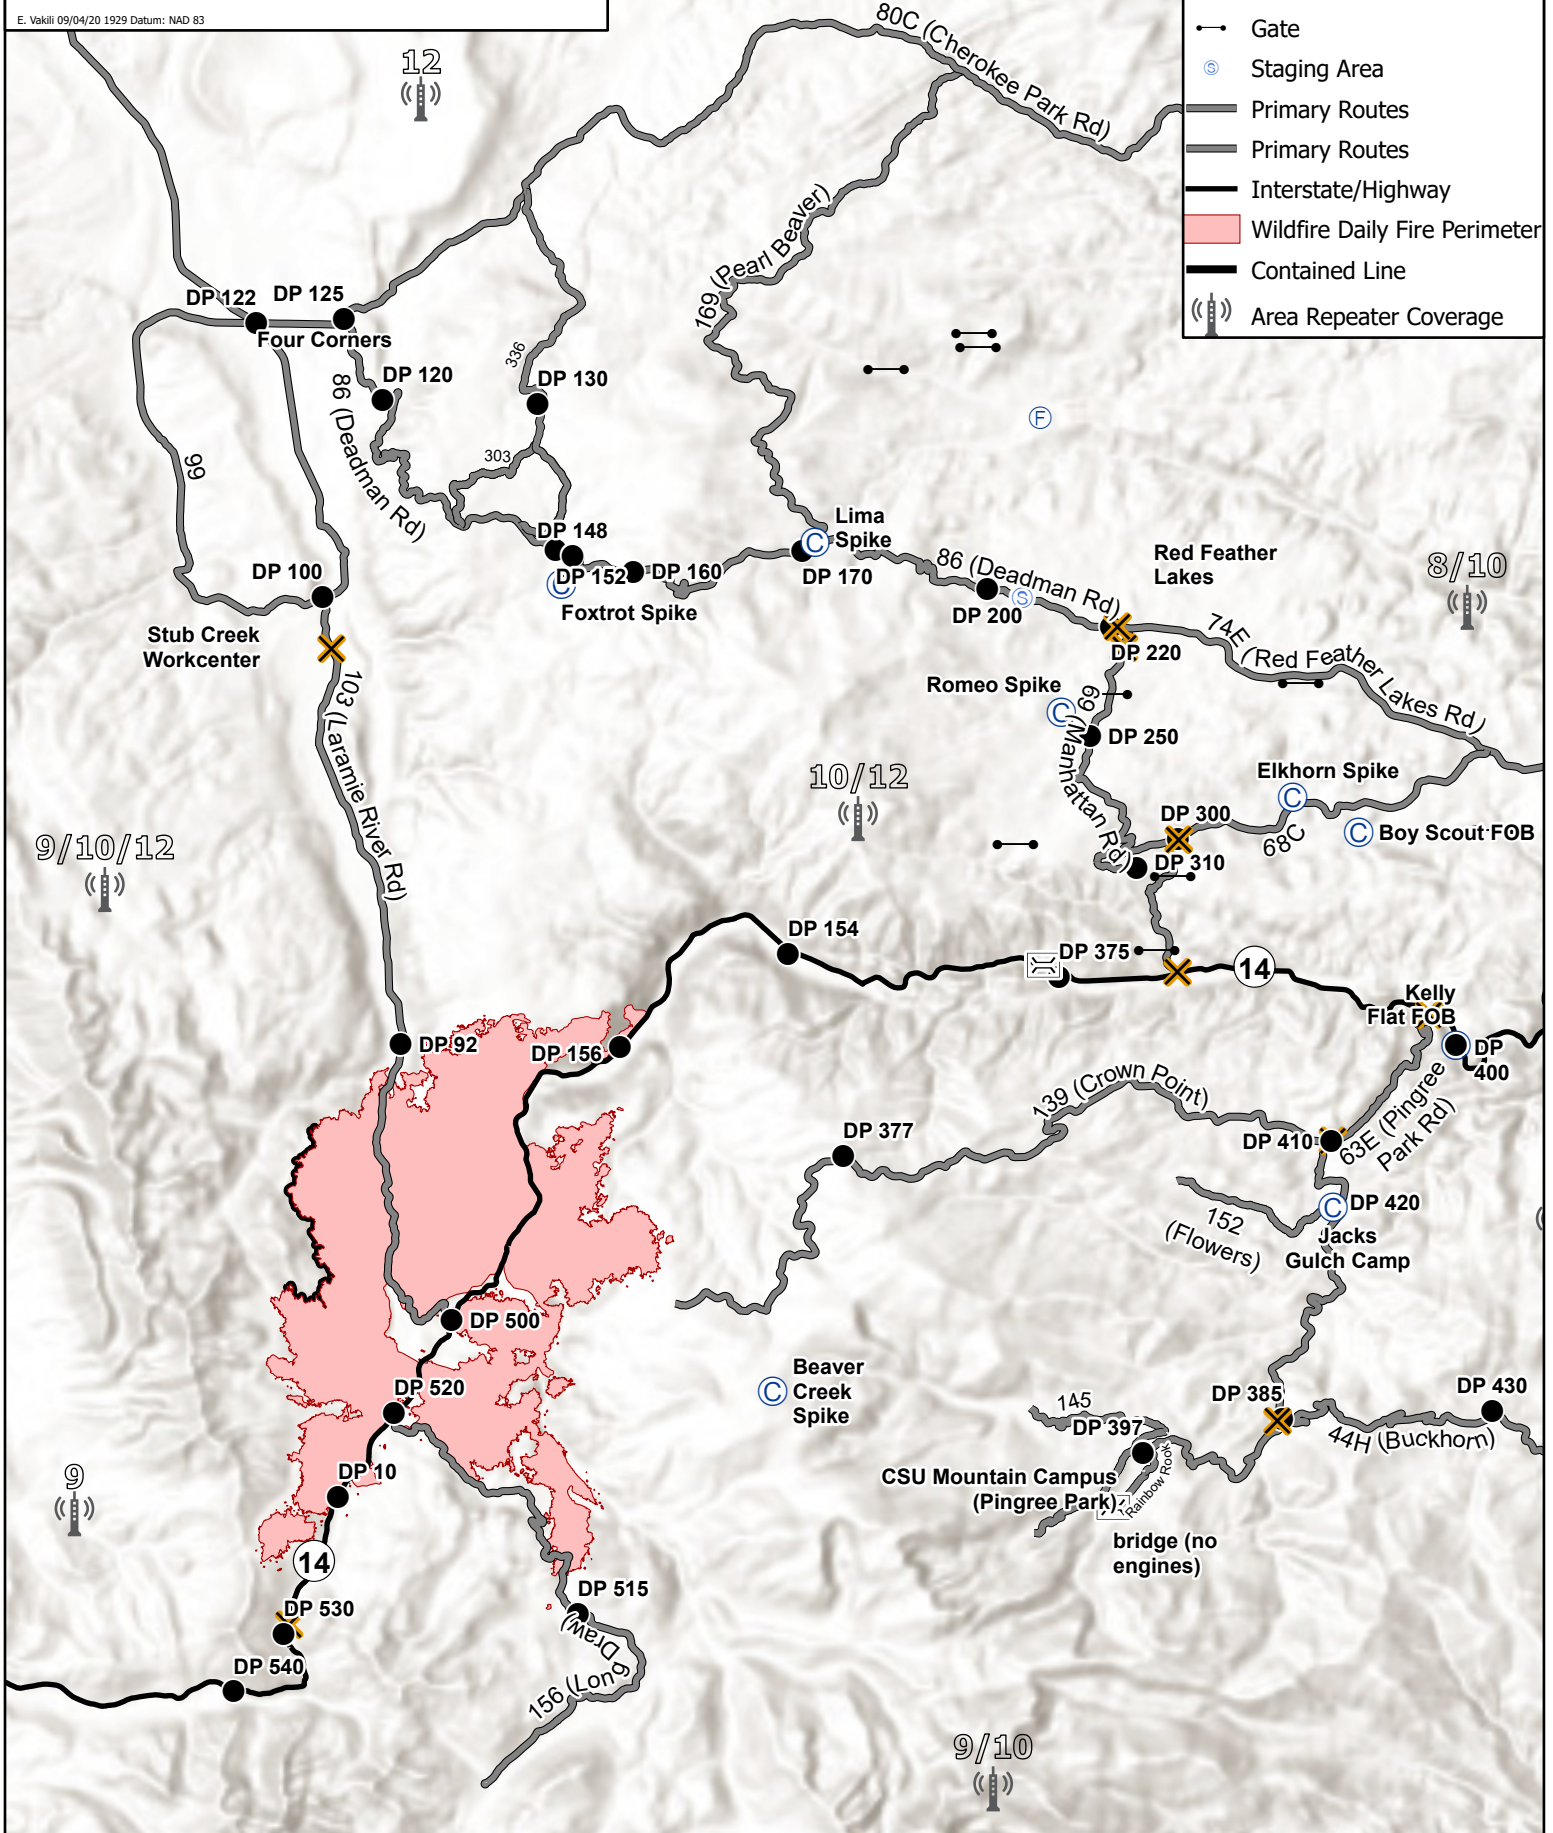 E. Vakili 09/04/20 1929 Datum: NAD 83
Gate
S
Staging Area
Primary Routes
Primary Routes
Interstate/Highway
Wildfire Daily Fire Perimeter
Contained Line
Area Repeater Coverage
80C (Cherokee Park Rd)
12
169 (Pearl Beaver)
DP 122
DP 125
Four Corners
336
DP 120
DP 130
86 (Deadman Rd)
F
99
303
Lima
Spike
C
DP 148
DP 152
DP 160
DP 170
C
Foxtrot Spike
86 (Deadman Rd)
Red Feather
Lakes
8/10
DP 100
S
DP 200
Stub Creek
Workcenter
DP 220
74E (Red Feather Lakes Rd)
103 (Laramie River Rd)
Romeo Spike
C
69 (Manhattan Rd)
DP 250
10/12
Elkhorn Spike
C
DP 300
68C
C
Boy Scout FOB
9/10/12
DP 310
DP 154
DP 375
14
Kelly
Flat FOB
DP 92
DP 156
DP
400
139 (Crown Point)
63E (Pingree
Park Rd)
DP 377
DP 410
C
DP 420
152
(Flowers)
Jacks
Gulch Camp
DP 500
Beaver
Creek
Spike
C
DP 520
DP 385
DP 430
145
DP 397
44H (Buckhorn)
DP 10
CSU Mountain Campus
(Pingree Park)
Rainbow Rook
9
bridge (no
engines)
14
DP 515
DP 530
DP 540
156 (Long Draw)
9/10